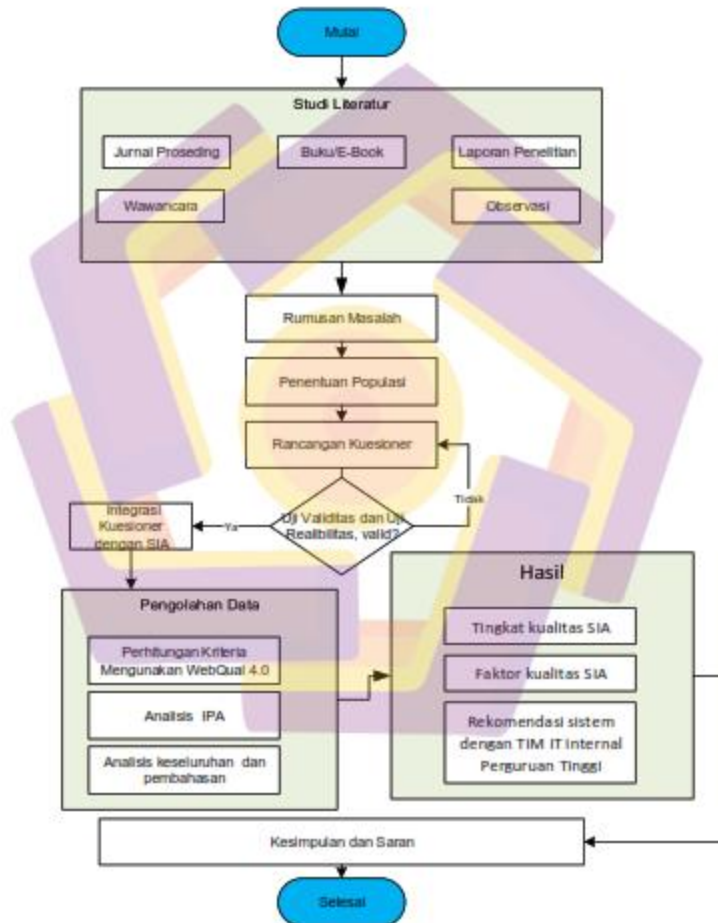 Mulai
Studi Literatur
Jurnal Proseding
Buku/E-Book
Laporan Penelitian
Wawancara
Observasi
Rumusan Masalah
Penentuan Populasi
Rancangan Kuesioner
Tidak
Uji Validitas dan Uji
Realibilitas, valid?
Ya
Integrasi
Kuesioner
dengan SIA
Pengolahan Data
Perhitungan Kriteria
Mengunakan WebQual 4.0
Analisis IPA
Analisis keseluruhan dan
pembahasan
Hasil
Tingkat kualitas SIA
Faktor kualitas SIA
Rekomendasi sistem
dengan TIM IT Internal
Perguruan Tinggi
Kesimpulan dan Saran
Selesai